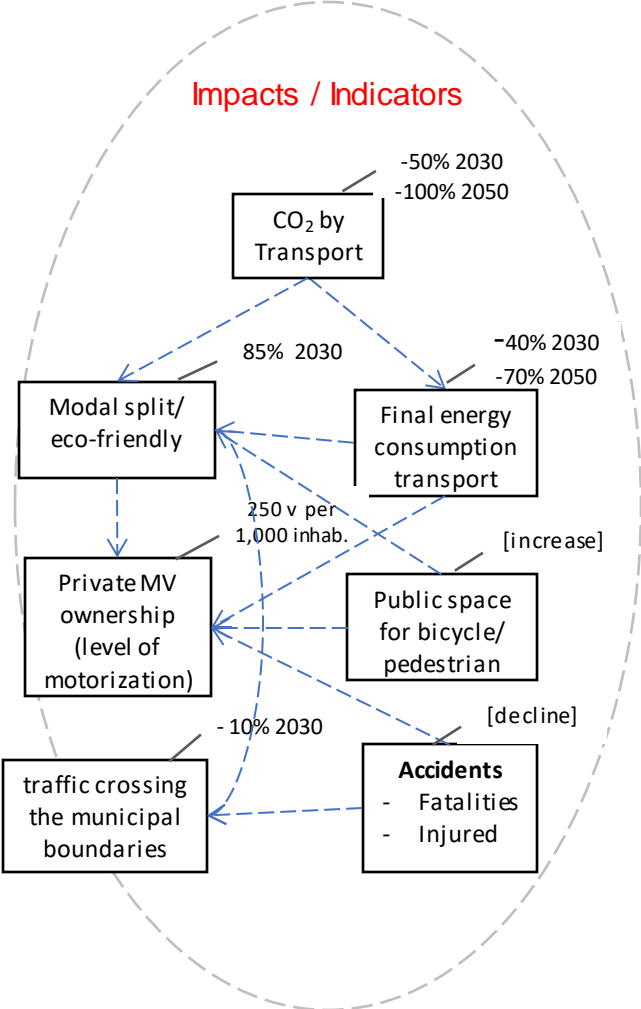 Impacts / Indicators
-50% 2030
-100% 2050
CO₂ by
Transport
85% 2030
-40% 2030
-70% 2050
Modal split/
eco-friendly
Final energy
consumption
transport
250 v per
1,000 inhab.
[increase]
Private MV
ownership
(level of
motorization)
Public space
for bicycle/
pedestrian
[decline]
- 10% 2030
traffic crossing
the municipal
boundaries
Accidents
- Fatalities
- Injured